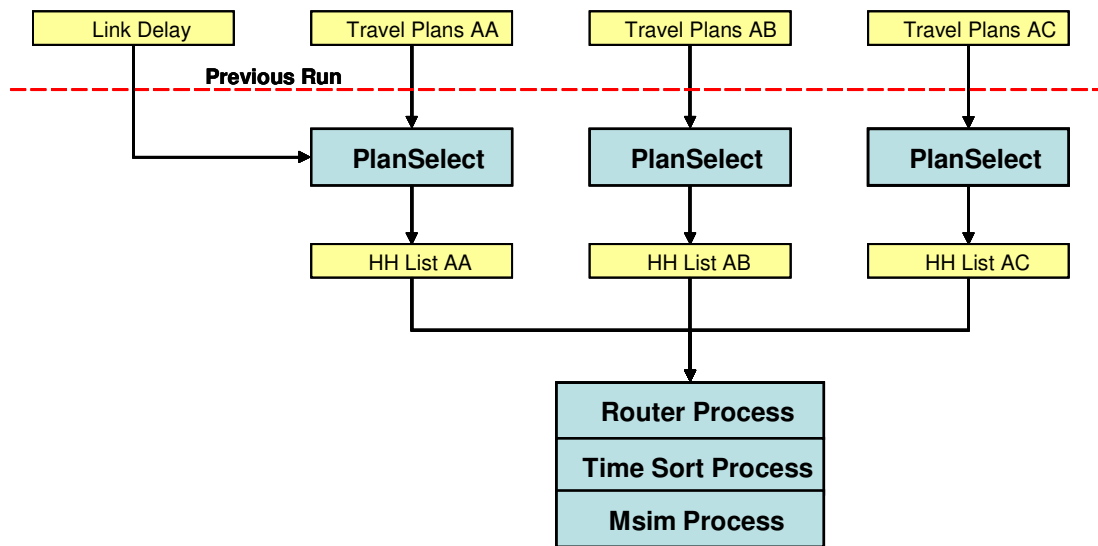 Link Delay
Travel Plans AA
Travel Plans AB
Travel Plans AC
Previous Run
PlanSelect
PlanSelect
PlanSelect
HH List AA
HH List AB
HH List AC
Router Process
Time Sort Process
Msim Process